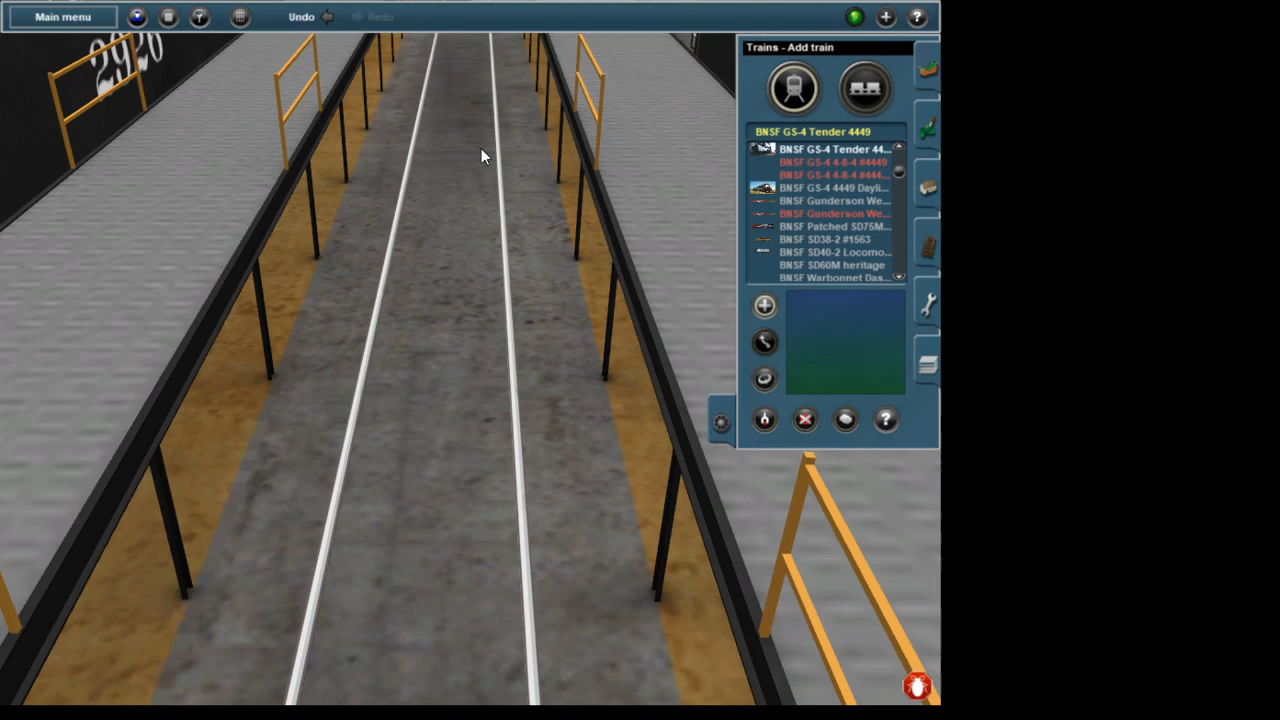 Main menu
Undo
Redo
?
2926
Trains - Add train
BNSF GS-4 Tender 4449
BNSF GS-4 Tender 44...
BNSF GS-4 4-8-4 #4449
BNSF GS-4 4-8-4 #444...
BNSF GS-4 4449 Dayli...
BNSF Gunderson We...
BNSF Gunderson We...
BNSF Patched SD75M...
BNSF SD38-2 #1563
BNSF SD40-2 Locomo...
BNSF SD60M heritage
BNSF Warbonnet Das...
?